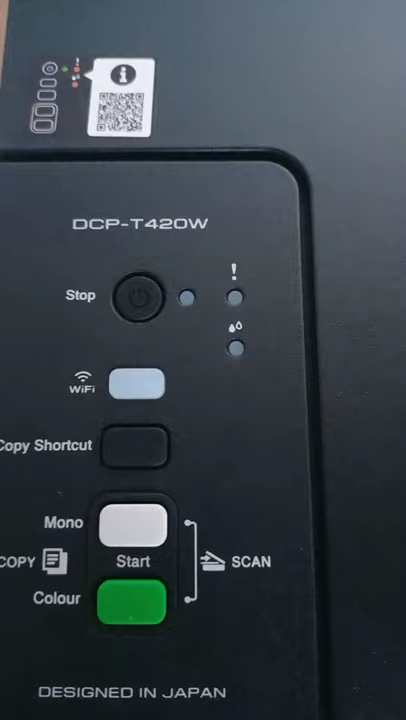 DCP-T420W
Stop
!
WiFi
Copy Shortcut
Mono
COPY
Start
SCAN
Colour
DESIGNED IN JAPAN